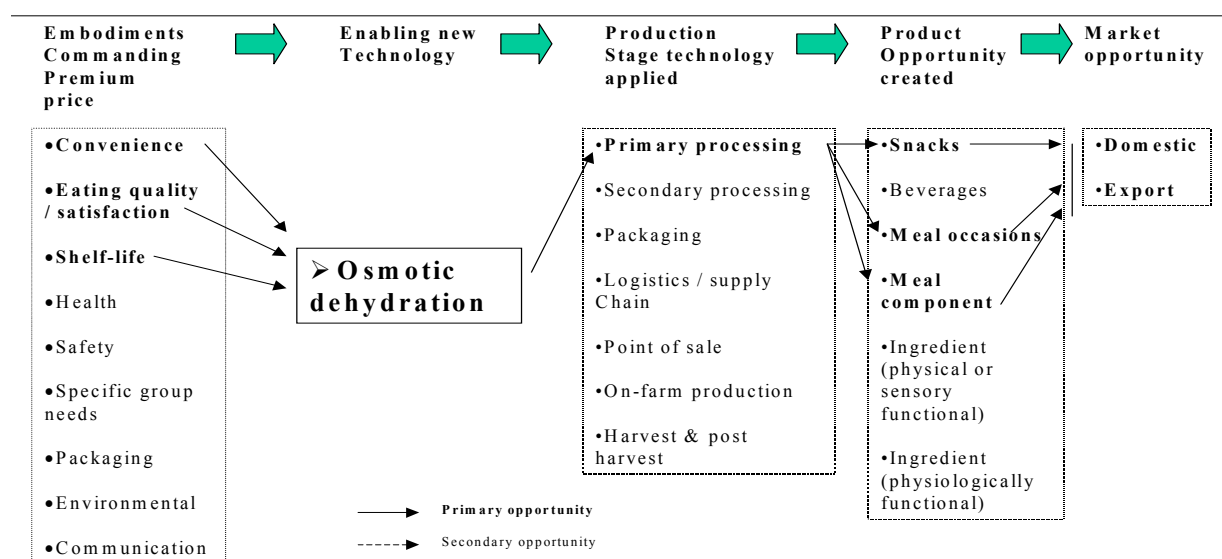 Embodiments
Commanding
Premium
price
Enabling new
Technology
Production
Stage technology
applied
Product
Opportunity
created
Market
opportunity
•Convenience
•Eating quality
/ satisfaction
•Shelf-life
•Health
•Safety
•Specific group
needs
•Packaging
•Environmental
•Communication
➢ Osmotic
dehydration
•Primary processing
•Secondary processing
•Packaging
•Logistics / supply
Chain
•Point of sale
•On-farm production
•Harvest & post
harvest
•Snacks
•Beverages
•Meal occasions
•Meal
component
•Ingredient
(physical or
sensory
functional)
•Ingredient
(physiologically
functional)
•Domestic
•Export
Primary opportunity
Secondary opportunity